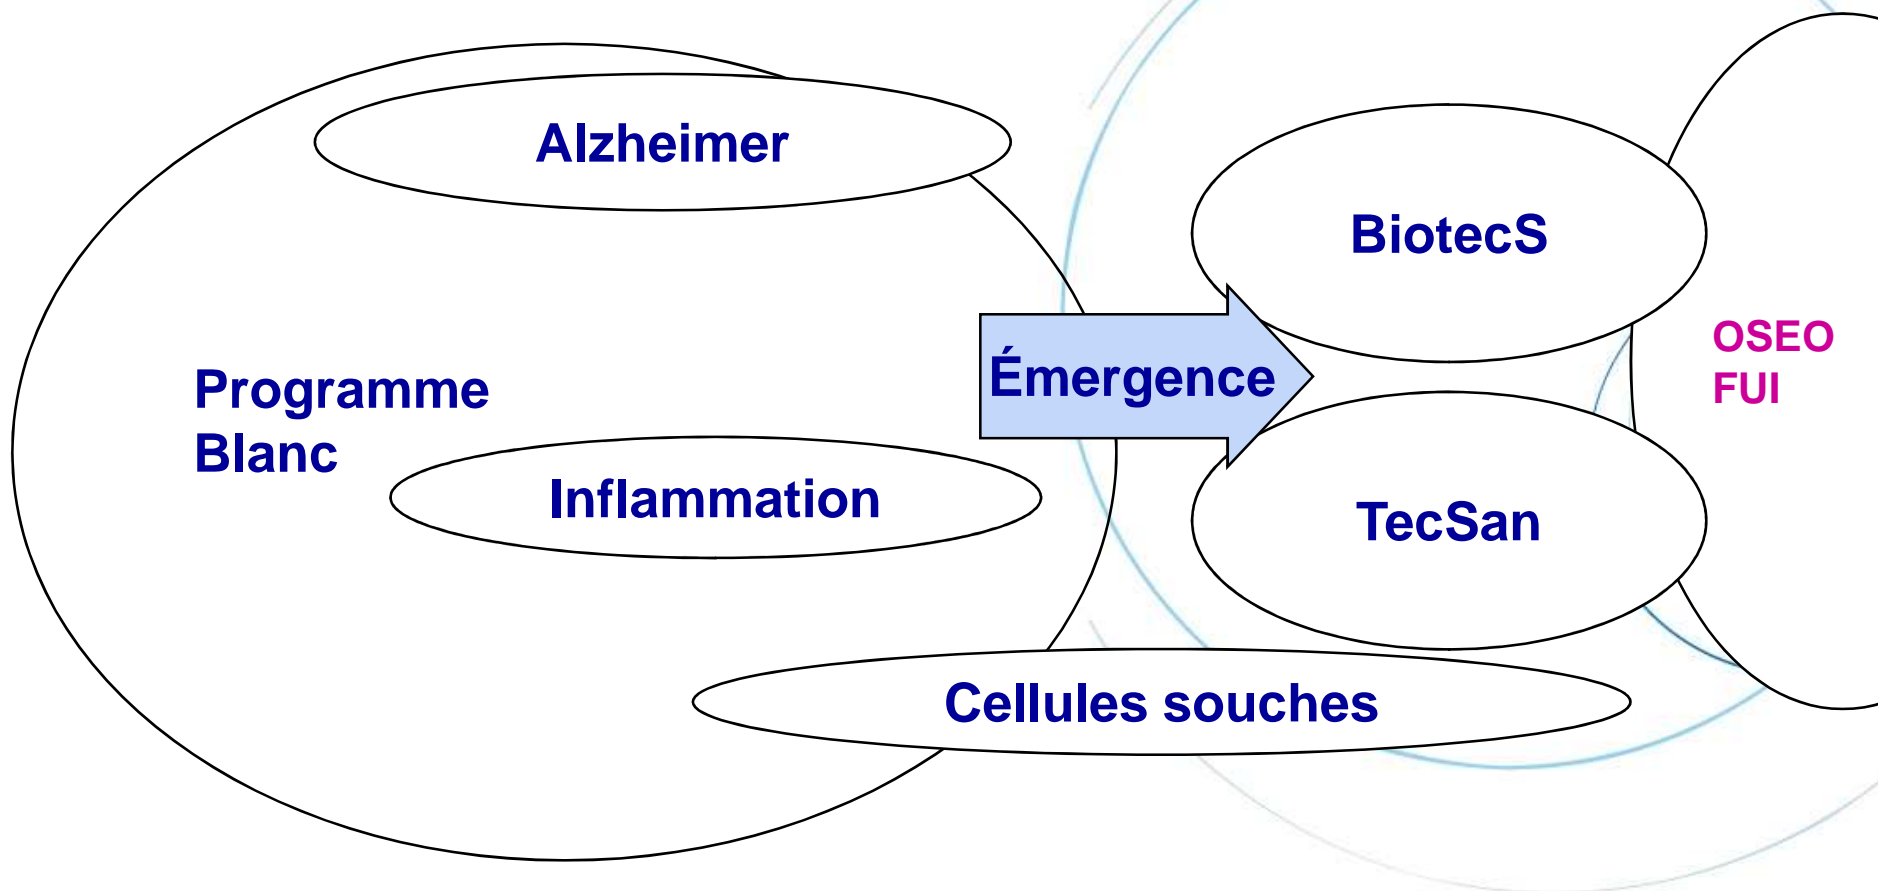 Alzheimer
BiotecS
OSEO
FUI
Émergence
Programme
Blanc
Inflammation
TecSan
Cellules souches